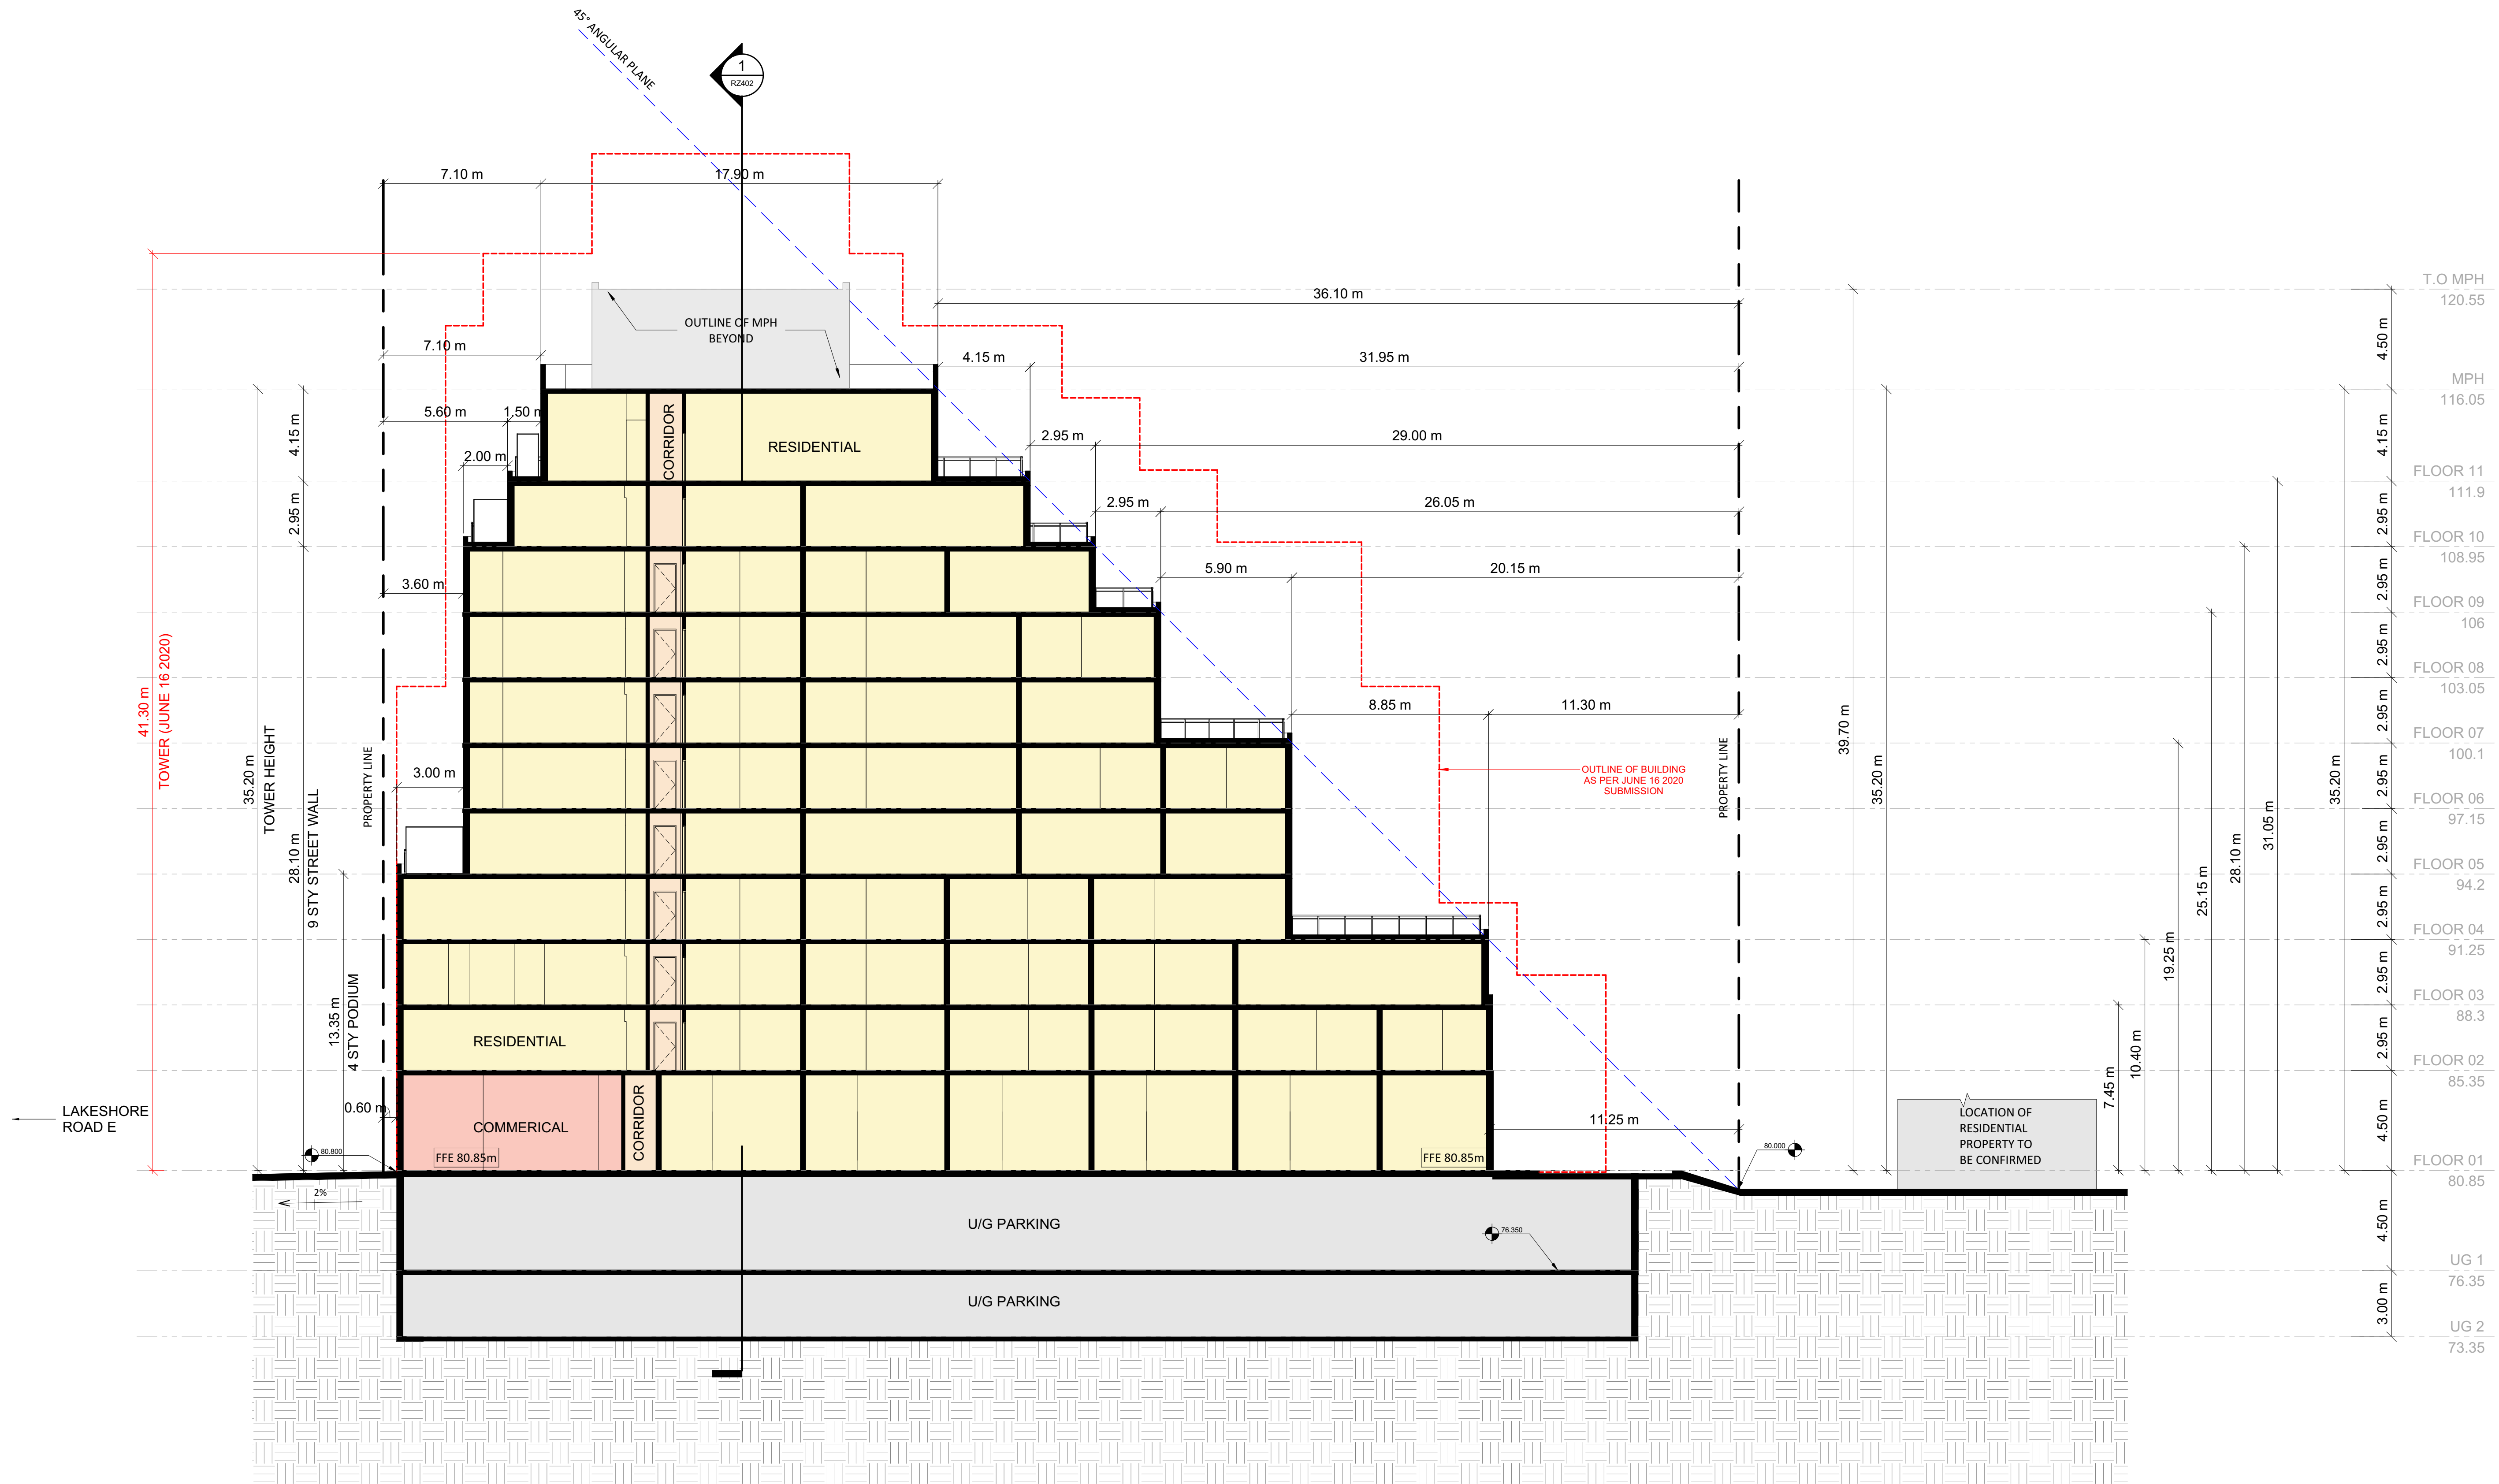 45° ANGULAR PLANE
1
RZ402
7.10 m
17.90 m
36.10 m
T.O MPH
120.55
OUTLINE OF MPH
BEYOND
7.10 m
4.15 m
31.95 m
4.50 m
MPH
116.05
5.60 m
1.50 m
4.15 m
CORRIDOR
RESIDENTIAL
2.95 m
29.00 m
4.15 m
2.00 m
FLOOR 11
111.9
2.95 m
2.95 m
26.05 m
2.95 m
FLOOR 10
108.95
3.60 m
5.90 m
20.15 m
2.95 m
FLOOR 09
106
2.95 m
FLOOR 08
103.05
41.30 m
TOWER (JUNE 16 2020)
8.85 m
11.30 m
2.95 m
FLOOR 07
100.1
35.20 m
TOWER HEIGHT
28.10 m
9 STY STREET WALL
PROPERTY LINE
3.00 m
OUTLINE OF BUILDING
AS PER JUNE 16 2020
SUBMISSION
PROPERTY LINE
39.70 m
35.20 m
35.20 m
2.95 m
FLOOR 06
97.15
31.05 m
28.10 m
25.15 m
19.25 m
2.95 m
FLOOR 05
94.2
2.95 m
FLOOR 04
91.25
13.35 m
4 STY PODIUM
2.95 m
FLOOR 03
88.3
RESIDENTIAL
10.40 m
7.45 m
2.95 m
FLOOR 02
85.35
LAKESHORE
ROAD E
0.60 m
COMMERICAL
CORRIDOR
11.25 m
LOCATION OF
RESIDENTIAL
PROPERTY TO
BE CONFIRMED
4.50 m
80.800
FFE 80.85m
FFE 80.85m
80.000
FLOOR 01
80.85
2%
U/G PARKING
76.350
4.50 m
UG 1
76.35
U/G PARKING
3.00 m
UG 2
73.35